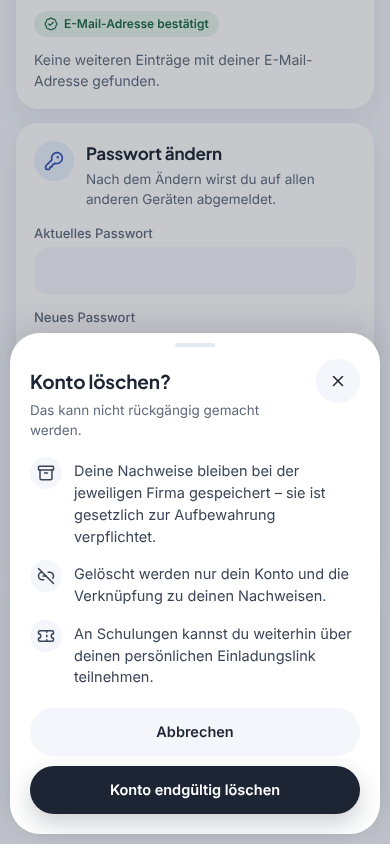 E-Mail-Adresse bestätigt
Keine weiteren Einträge mit deiner E-Mail-
Adresse gefunden.
Passwort ändern
Nach dem Ändern wirst du auf allen
anderen Geräten abgemeldet.
Aktuelles Passwort
Neues Passwort
Konto löschen?
Das kann nicht rückgängig gemacht
werden.
Deine Nachweise bleiben bei der
jeweiligen Firma gespeichert – sie ist
gesetzlich zur Aufbewahrung
verpflichtet.
Gelöscht werden nur dein Konto und die
Verknüpfung zu deinen Nachweisen.
An Schulungen kannst du weiterhin über
deinen persönlichen Einladungslink
teilnehmen.
Abbrechen
Konto endgültig löschen